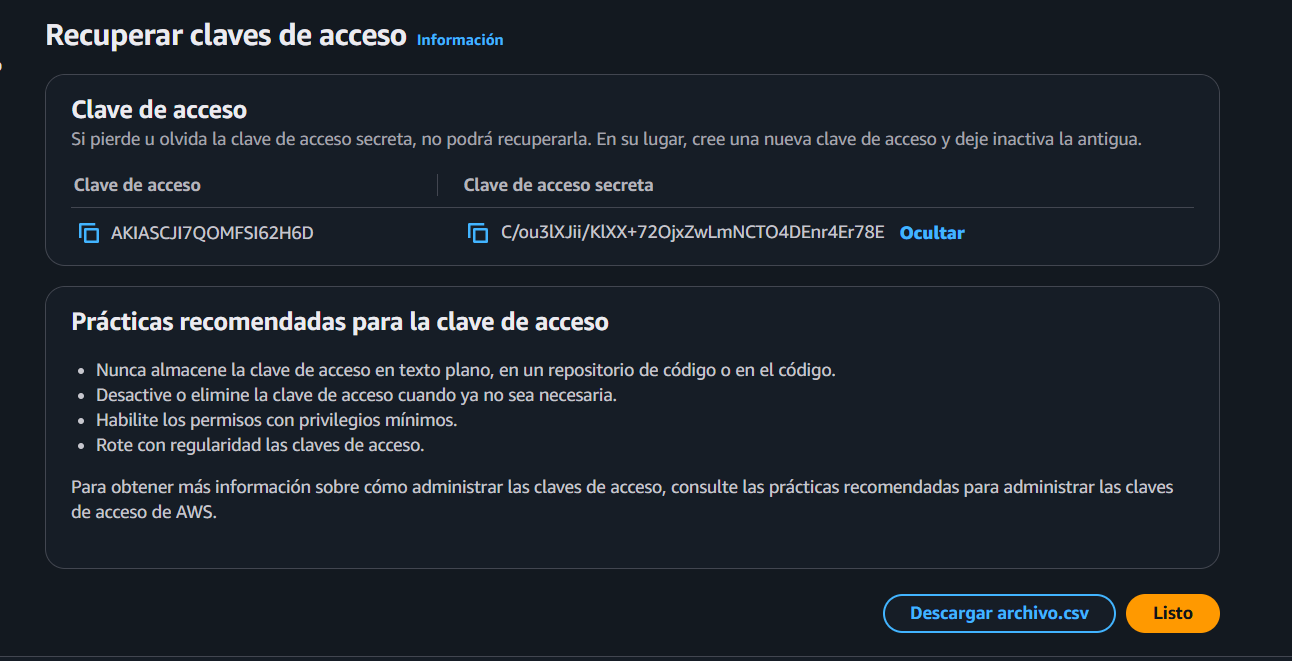 Recuperar claves de acceso Información
Clave de acceso
Si pierde u olvida la clave de acceso secreta, no podrá recuperarla. En su lugar, cree una nueva clave de acceso y deje inactiva la antigua.
Clave de acceso Clave de acceso secreta
AKIASCJI7QOMFSI62H6D C/ou3lXJii/KlXX+72OjxZwLmNCTO4DEnr4Er78E Ocultar
Prácticas recomendadas para la clave de acceso
• Nunca almacene la clave de acceso en texto plano, en un repositorio de código o en el código.
• Desactive o elimine la clave de acceso cuando ya no sea necesaria.
• Habilite los permisos con privilegios mínimos.
• Rote con regularidad las claves de acceso.
Para obtener más información sobre cómo administrar las claves de acceso, consulte las prácticas recomendadas para administrar las claves
de acceso de AWS.
Descargar archivo.csv Listo